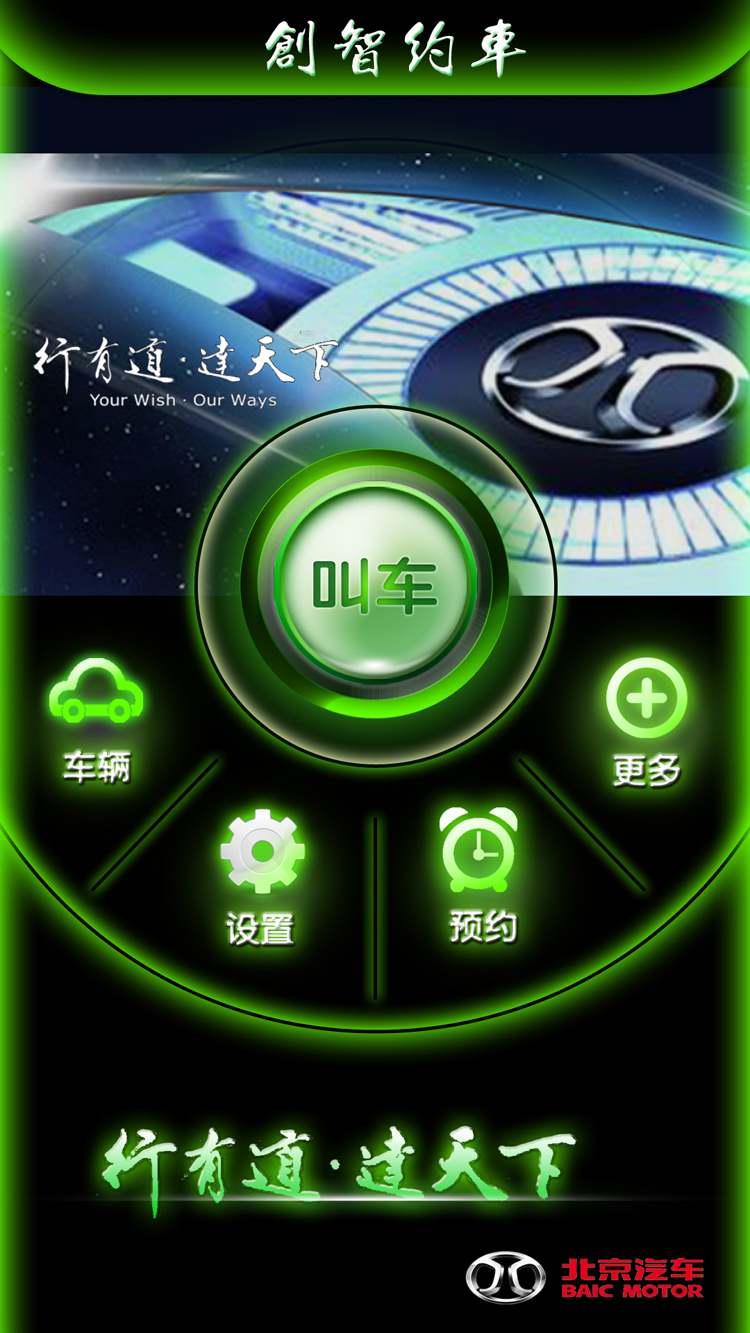 創智约車
行有道·達天下
Your Wish · Our Ways
叫车
车辆
更多
设置
预约
行有道·達天下
北京汽车
BAIC MOTOR